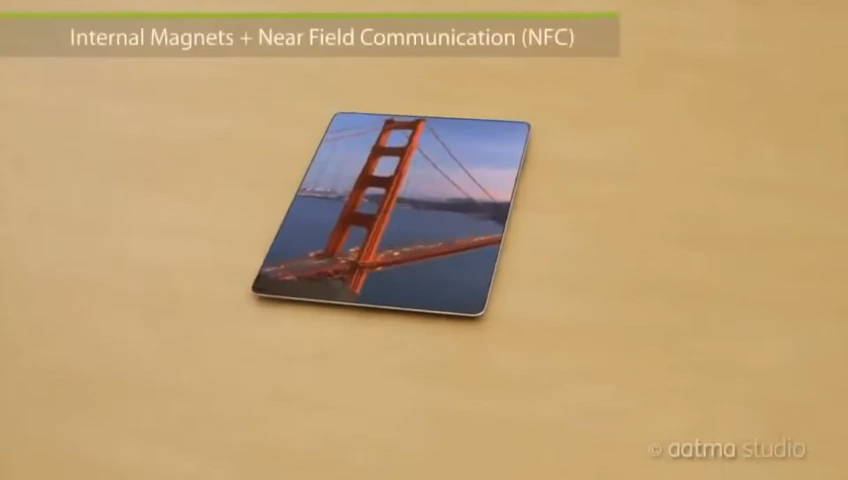 Internal Magnets + Near Field Communication (NFC)
© aatma studio